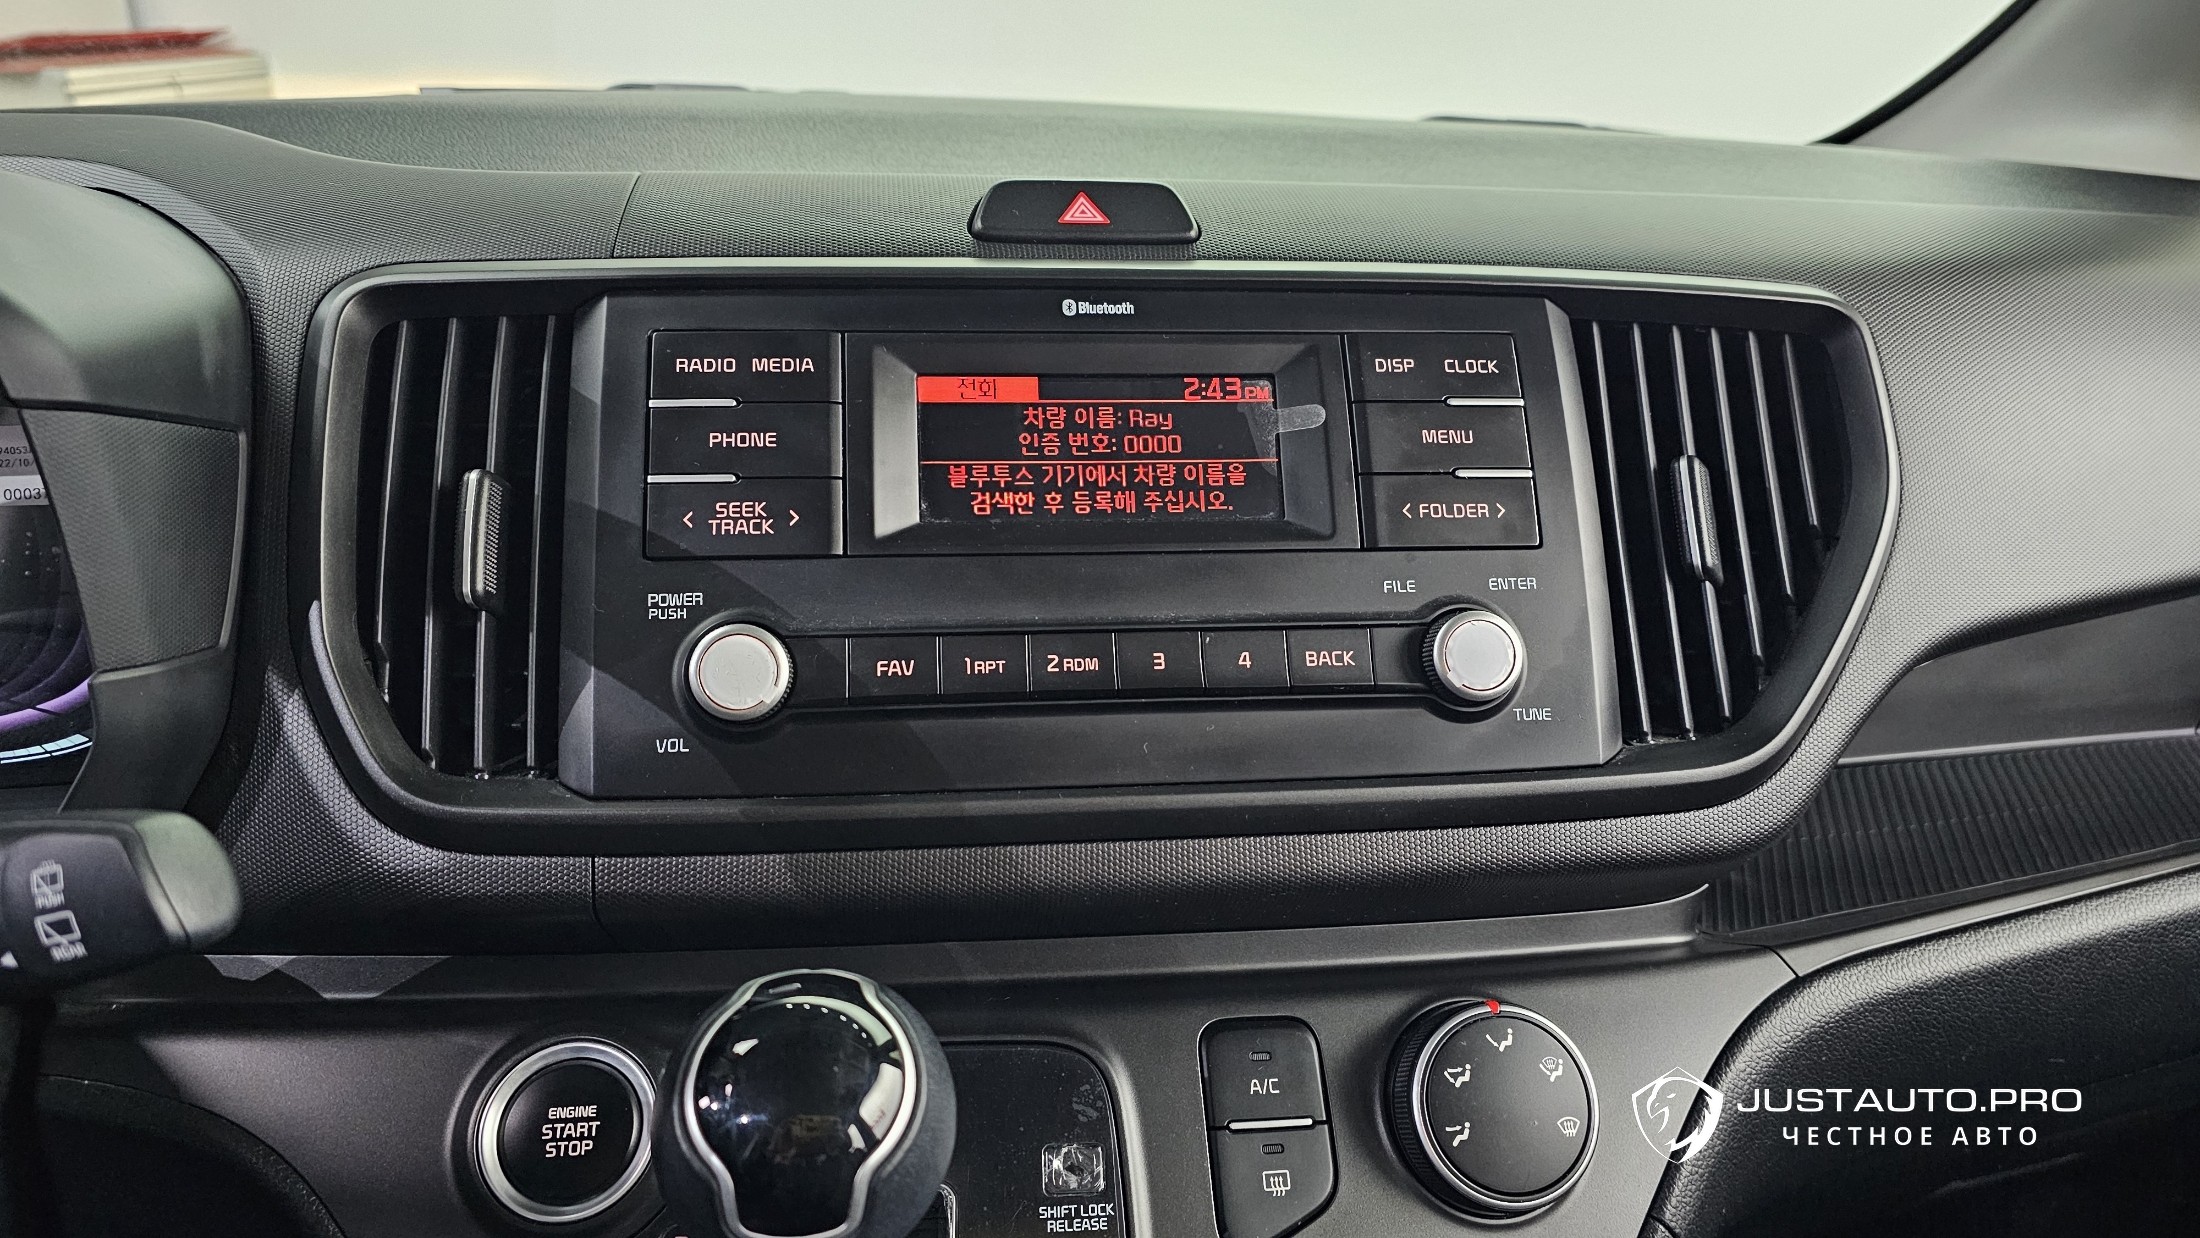 Bluetooth
RADIO MEDIA
PHONE
< SEEK TRACK >
전화 2:43PM
차량 이름: Ray
인증 번호: 0000
블루투스 기기에서 차량 이름을
검색한 후 등록해 주십시오.
DISP CLOCK
MENU
< FOLDER >
POWER
PUSH
VOL
FAV 1 RPT 2 RDM 3 4 BACK
FILE ENTER
TUNE
PUSH
REAR
ENGINE
START
STOP
SHIFT LOCK
RELEASE
A/C
JUSTAUTO.PRO
ЧЕСТНОЕ АВТО